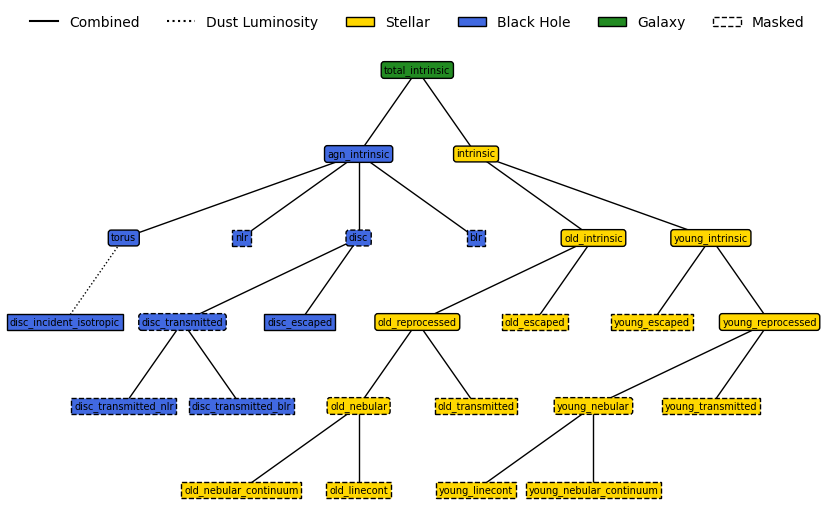 Combined Dust Luminosity Stellar Black Hole Galaxy Masked
total_intrinsic
agn_intrinsic intrinsic
torus nlr disc blr old_intrinsic young_intrinsic
disc_incident_isotropic disc_transmitted disc_escaped old_reprocessed old_escaped young_escaped young_reprocessed
disc_transmitted_nlr disc_transmitted_blr old_nebular old_transmitted young_nebular young_transmitted
old_nebular_continuum old_linecont young_linecont young_nebular_continuum